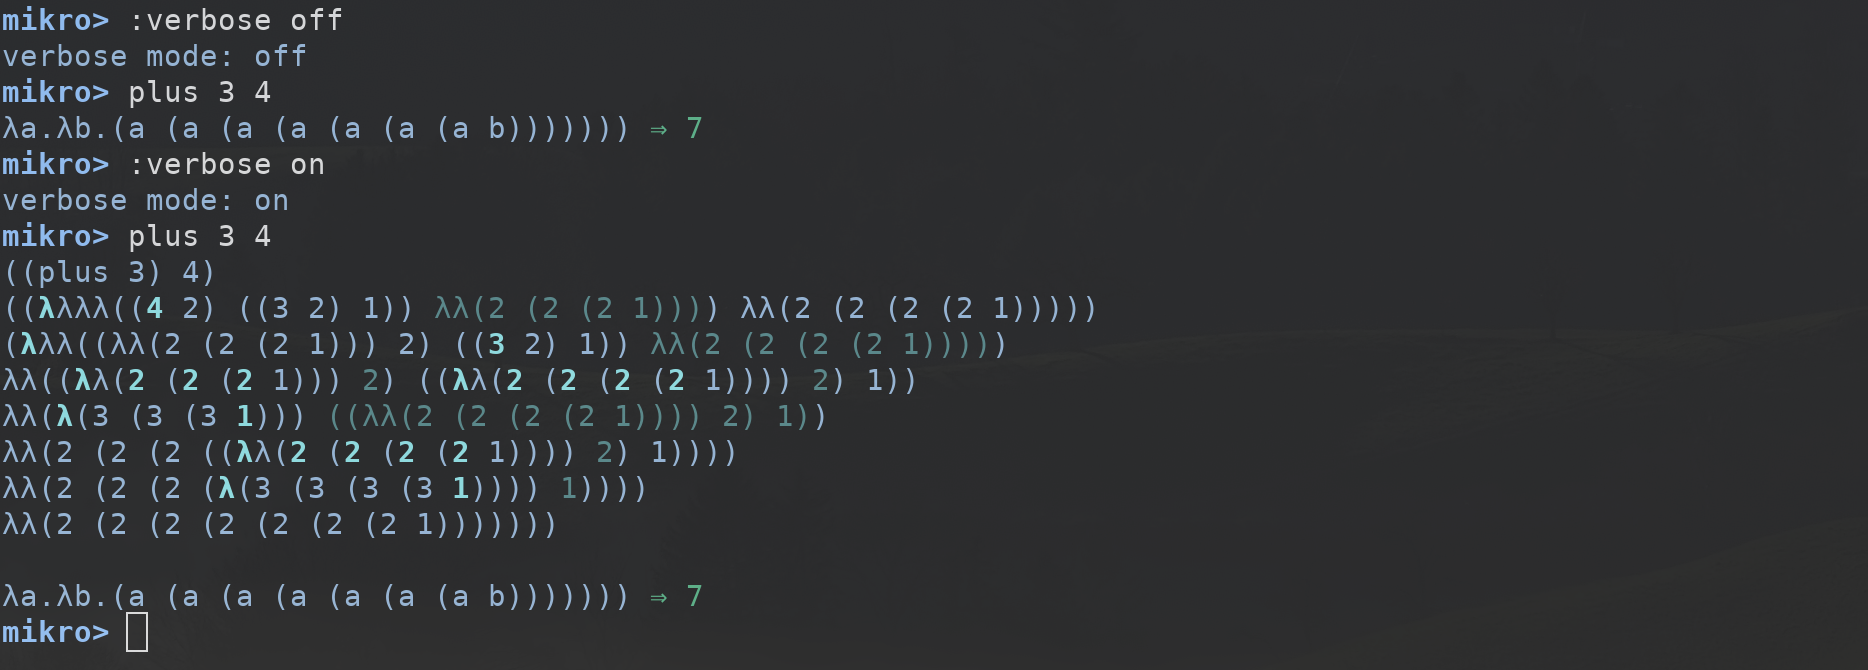 mikro> :verbose off
verbose mode: off
mikro> plus 3 4
λa.λb.(a (a (a (a (a (a (a b))))))) ⇒ 7
mikro> :verbose on
verbose mode: on
mikro> plus 3 4
((plus 3) 4)
((λλλλ((4 2) ((3 2) 1)) λλ(2 (2 (2 1)))) λλ(2 (2 (2 (2 1)))))
(λλλ((λλ(2 (2 (2 1))) 2) ((3 2) 1)) λλ(2 (2 (2 (2 1)))))
λλ((λλ(2 (2 (2 1))) 2) ((λλ(2 (2 (2 (2 1)))) 2) 1))
λλ(λ(3 (3 (3 1))) ((λλ(2 (2 (2 (2 1)))) 2) 1))
λλ(2 (2 (2 ((λλ(2 (2 (2 (2 1)))) 2) 1))))
λλ(2 (2 (2 (λ(3 (3 (3 (3 1)))) 1))))
λλ(2 (2 (2 (2 (2 (2 (2 1)))))))
λa.λb.(a (a (a (a (a (a (a b))))))) ⇒ 7
mikro>